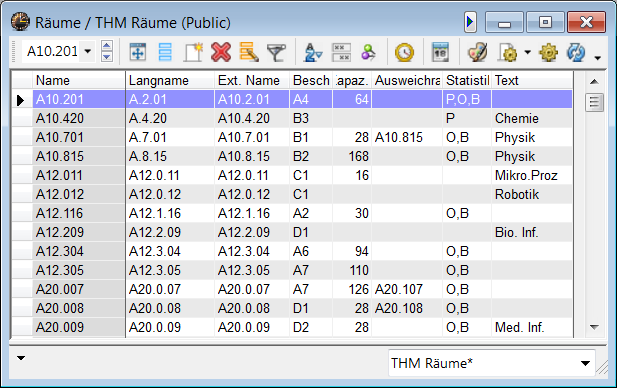 Räume / THM Räume (Public)
A10.201
Name Langname Ext. Name Besch .apaz. Ausweichra Statistil Text
A10.201 A.2.01 A10.2.01 A4 64 P,O,B
A10.420 A.4.20 A10.4.20 B3 P Chemie
A10.701 A.7.01 A10.7.01 B1 28 A10.815 O,B Physik
A10.815 A.8.15 A10.8.15 B2 168 O,B Physik
A12.011 A12.0.11 A12.0.11 C1 16 Mikro.Proz
A12.012 A12.0.12 A12.0.12 C1 Robotik
A12.116 A12.1.16 A12.1.16 A2 30 O,B
A12.209 A12.2.09 A12.2.09 D1 Bio. Inf.
A12.304 A12.3.04 A12.3.04 A6 94 O,B
A12.305 A12.3.05 A12.3.05 A7 110 O,B
A20.007 A20.0.07 A20.0.07 A7 126 A20.107 O,B
A20.008 A20.0.08 A20.0.08 D1 28 A20.108 O,B
A20.009 A20.0.09 A20.0.09 D2 28 O,B Med. Inf.
THM Räume*